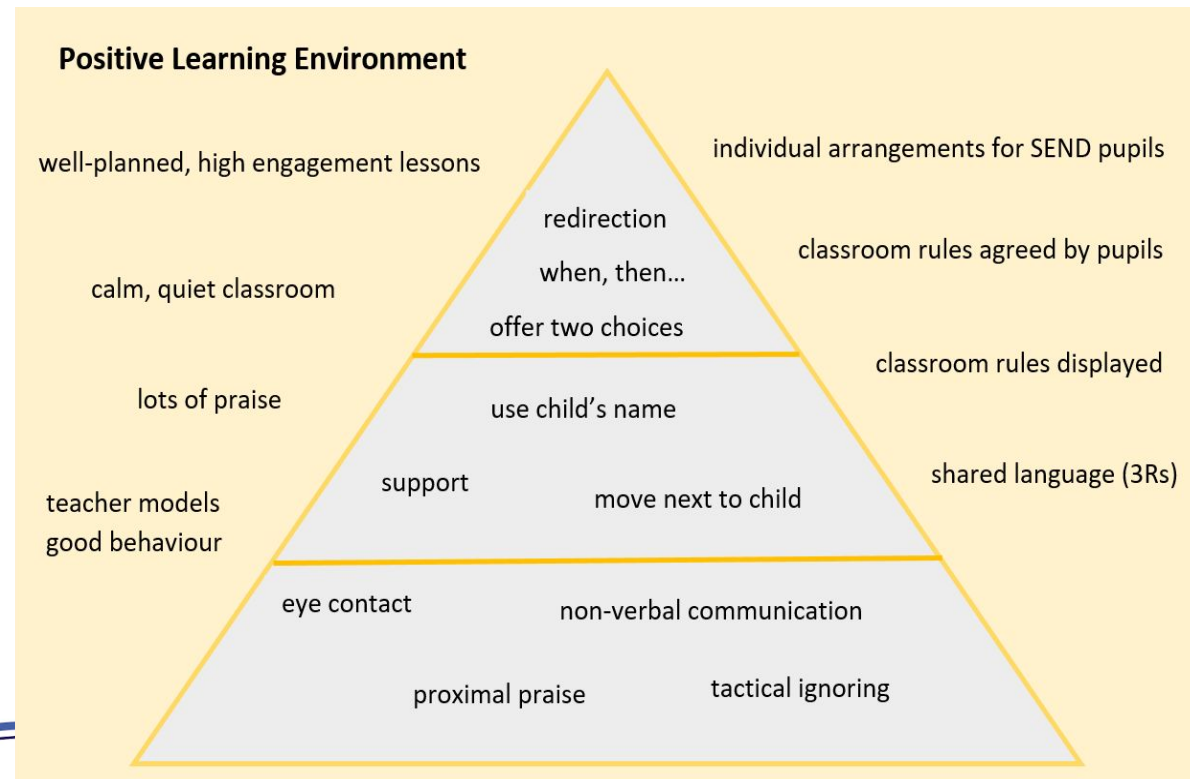 Positive Learning Environment
well-planned, high engagement lessons
individual arrangements for SEND pupils
redirection
classroom rules agreed by pupils
when, then...
calm, quiet classroom
offer two choices
classroom rules displayed
lots of praise
use child’s name
support
shared language (3Rs)
move next to child
teacher models
good behaviour
eye contact
non-verbal communication
proximal praise
tactical ignoring